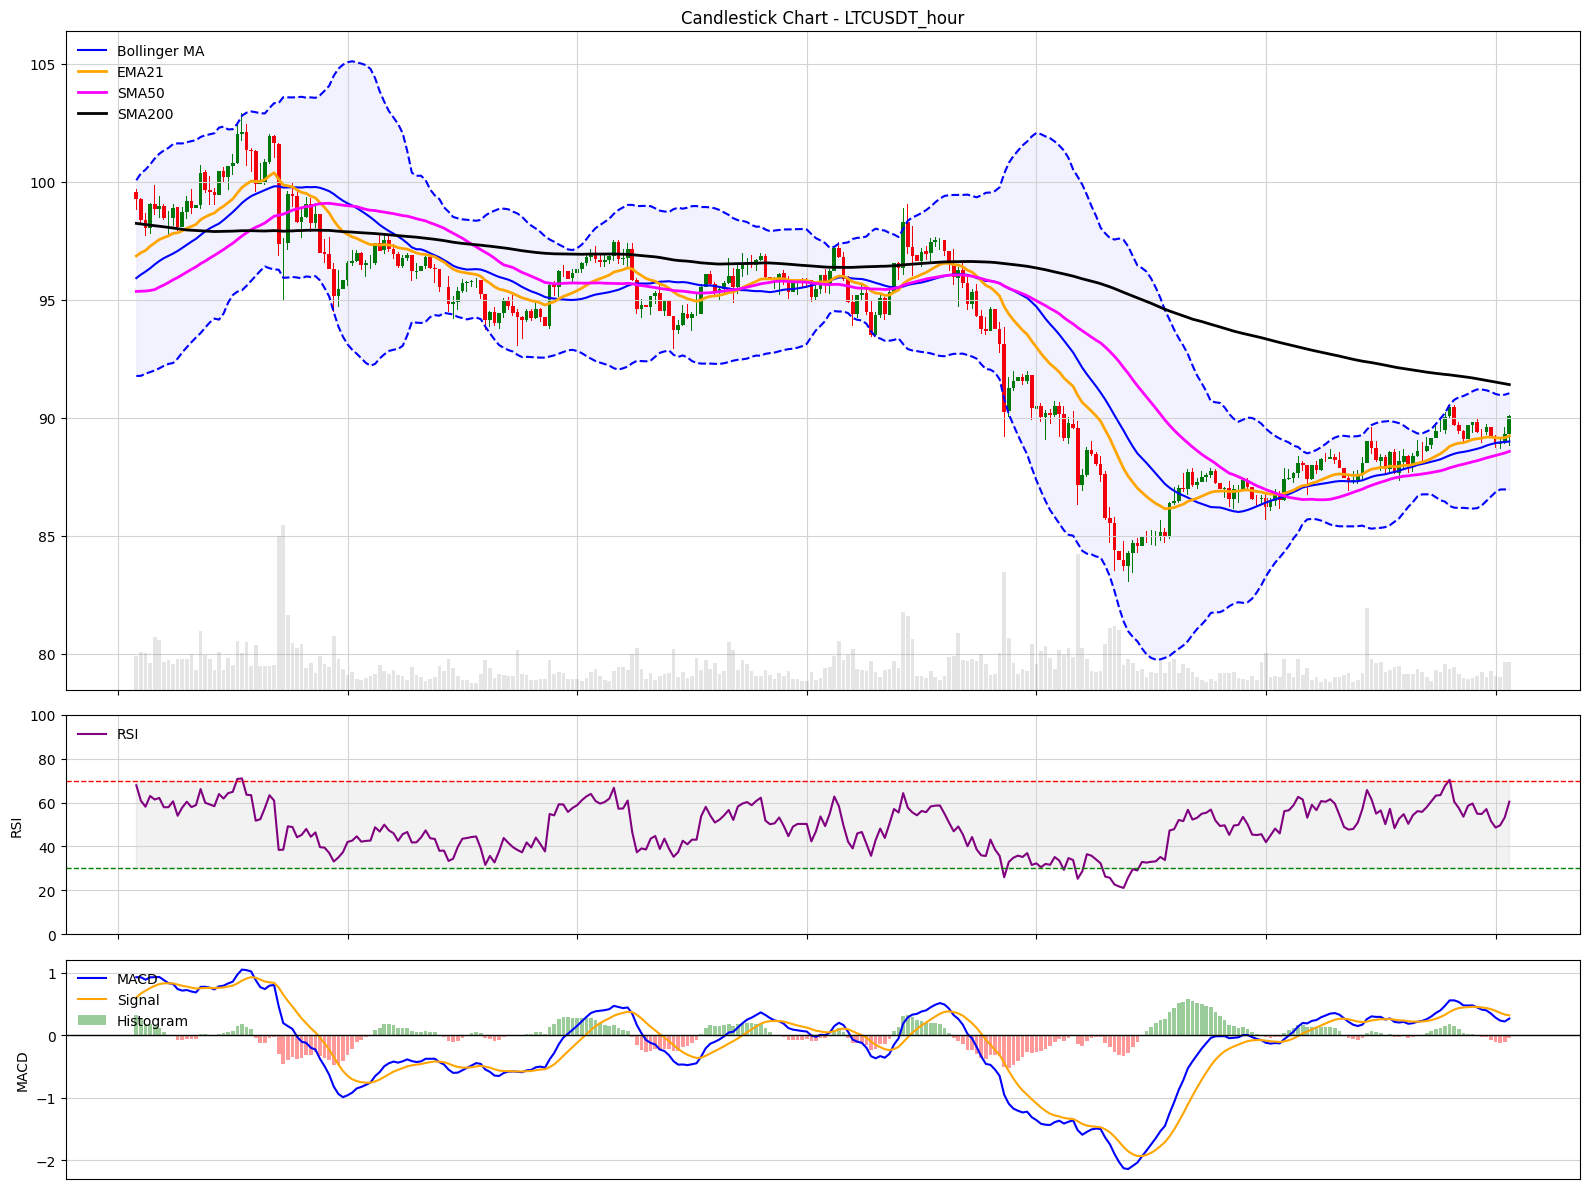 Candlestick Chart - LTCUSDT_hour
Bollinger MA
EMA21
SMA50
SMA200
105
100
95
90
85
80
RSI
100
80
60
40
20
0
RSI
MACD
Signal
Histogram
1
0
−1
−2
MACD